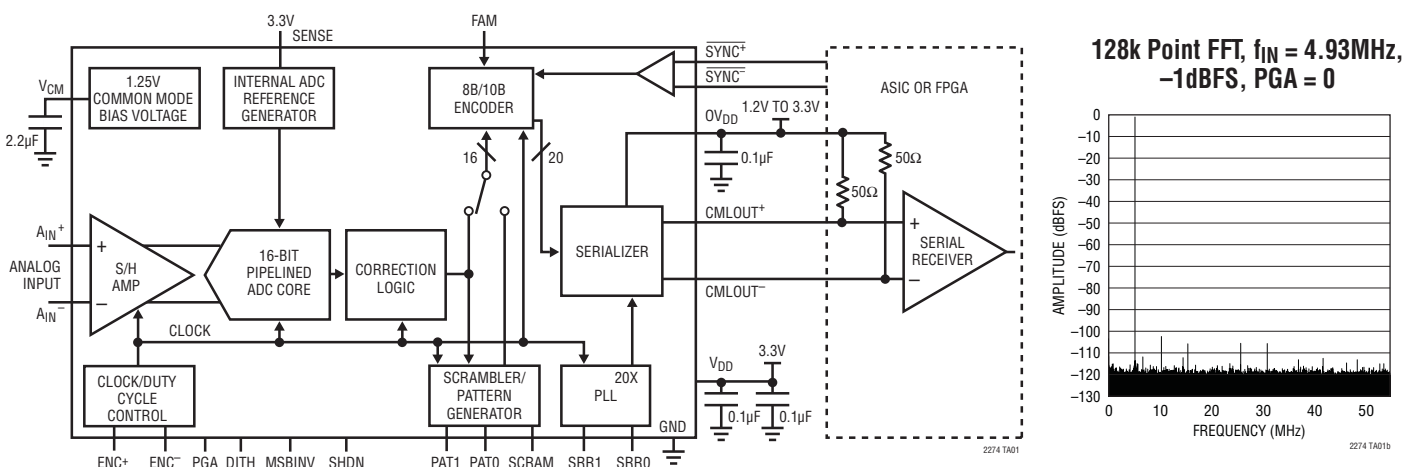 3.3V
SENSE
FAM
SYNC+
SYNC–
ASIC OR FPGA
VCM
2.2µF
1.25V
COMMON MODE
BIAS VOLTAGE
INTERNAL ADC
REFERENCE
GENERATOR
8B/10B
ENCODER
16
20
OVDD
1.2V TO 3.3V
0.1µF
50Ω
50Ω
AIN+
ANALOG
INPUT
AIN–
+
–
S/H
AMP
16-BIT
PIPELINED
ADC CORE
CORRECTION
LOGIC
SERIALIZER
CMLOUT+
CMLOUT–
+
–
SERIAL
RECEIVER
CLOCK
CLOCK/DUTY
CYCLE
CONTROL
SCRAMBLER/
PATTERN
GENERATOR
20X
PLL
VDD
3.3V
0.1µF
0.1µF
GND
2274 TA01
ENC+
ENC–
PGA
DITH
MSBINV
SHDN
PAT1
PAT0
SCRAM
SRR1
SRR0
128k Point FFT, fIN = 4.93MHz,
–1dBFS, PGA = 0
AMPLITUDE (dBFS)
0
–10
–20
–30
–40
–50
–60
–70
–80
–90
–100
–110
–120
–130
0
10
20
30
40
50
FREQUENCY (MHz)
2274 TA01b